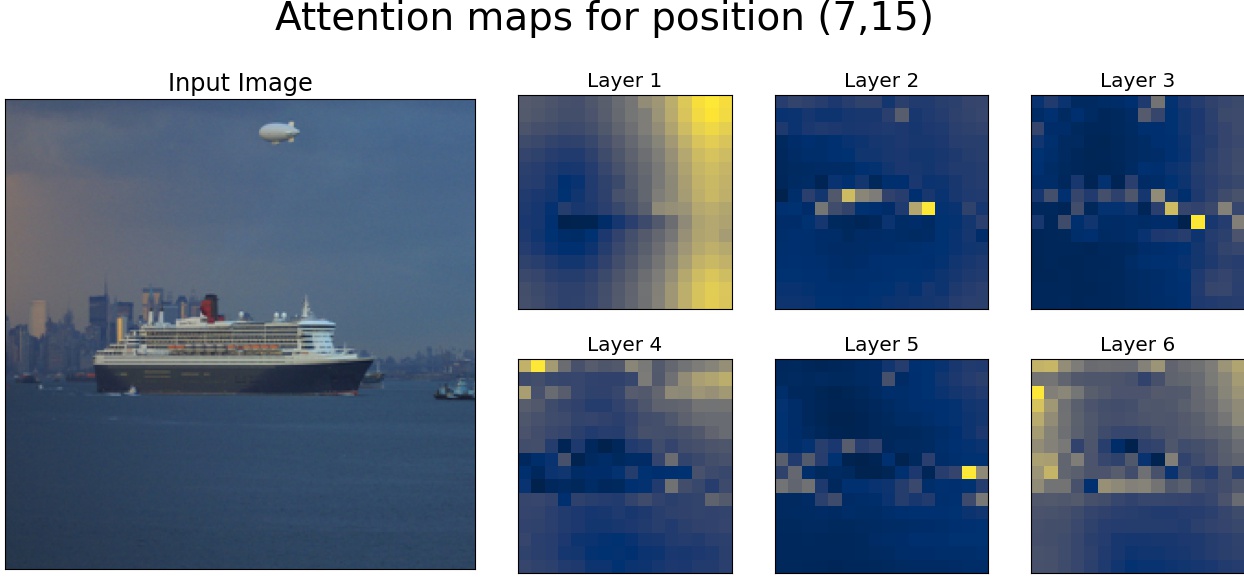 Attention maps for position (7,15)
Input Image
Layer 1
Layer 2
Layer 3
Layer 4
Layer 5
Layer 6